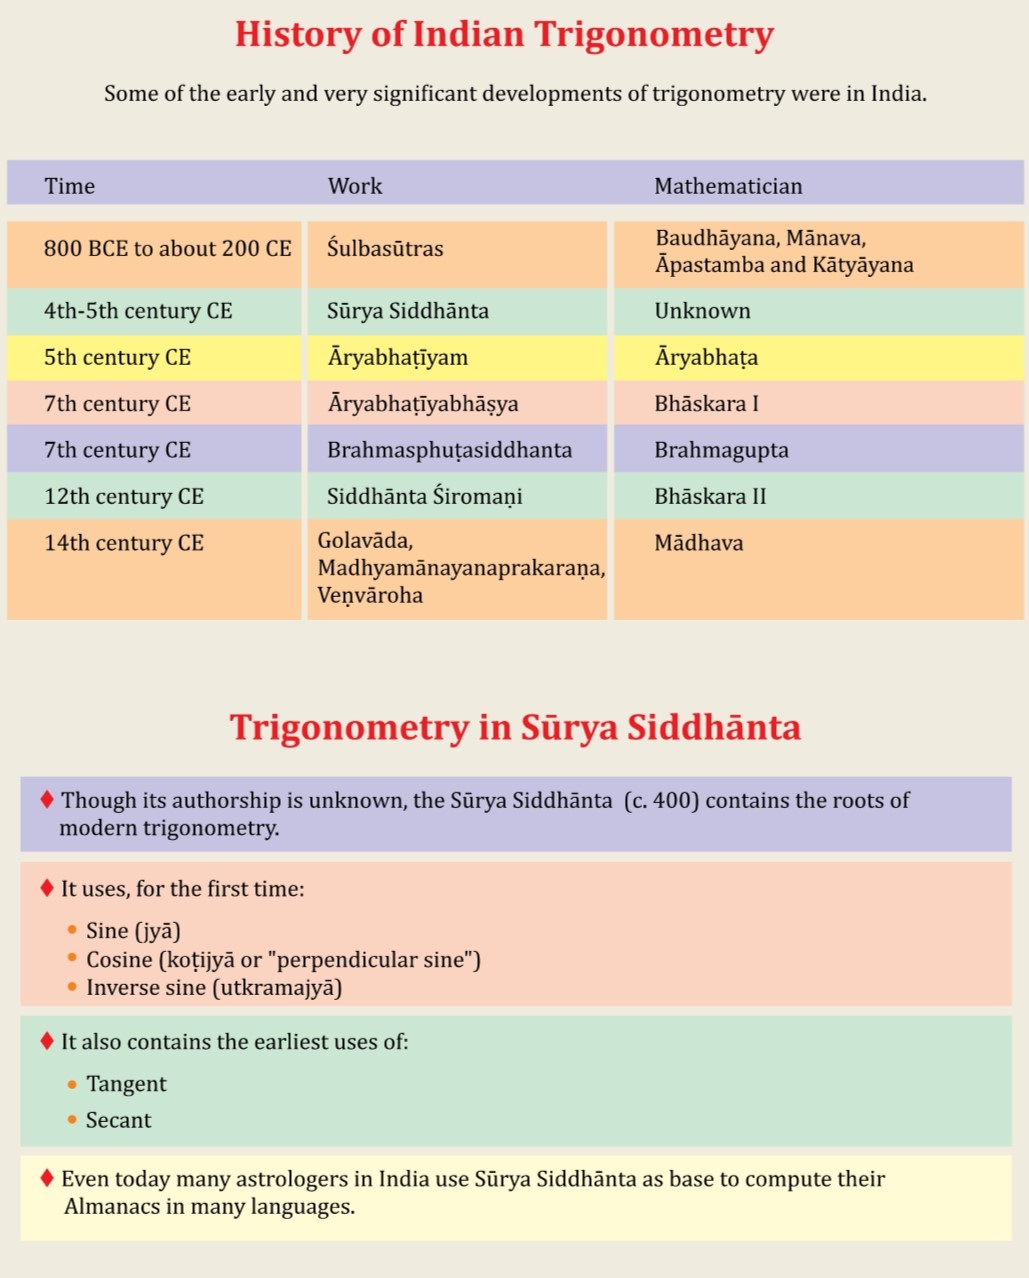 History of Indian Trigonometry
Some of the early and very significant developments of trigonometry were in India.
Time Work Mathematician
800 BCE to about 200 CE Śulbasūtras Baudhāyana, Mānava,
Āpastamba and Kātyāyana
4th-5th century CE Sūrya Siddhānta Unknown
5th century CE Āryabhaṭīyam Āryabhaṭa
7th century CE Āryabhaṭīyabhāṣya Bhāskara I
7th century CE Brahmasphuṭasiddhanta Brahmagupta
12th century CE Siddhānta Śiromaṇi Bhāskara II
14th century CE Golavāda, Mādhava
Madhyamānayanaprakaraṇa,
Veṇvāroha
Trigonometry in Sūrya Siddhānta
♦ Though its authorship is unknown, the Sūrya Siddhānta (c. 400) contains the roots of
modern trigonometry.
♦ It uses, for the first time:
• Sine (jyā)
• Cosine (koṭijyā or "perpendicular sine")
• Inverse sine (utkramajyā)
♦ It also contains the earliest uses of:
• Tangent
• Secant
♦ Even today many astrologers in India use Sūrya Siddhānta as base to compute their
Almanacs in many languages.